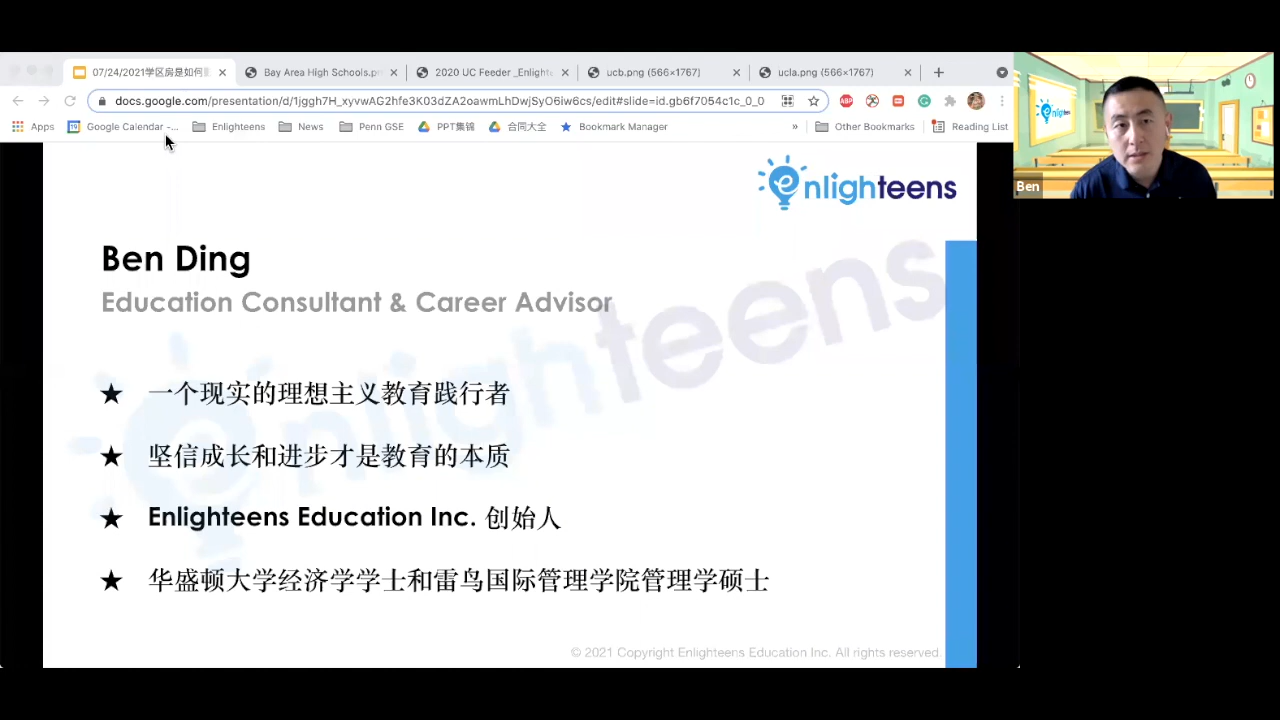 07/24/2021学区房是如何
Bay Area High Schools.pn
2020 UC Feeder _Enlighte
ucb.png (566×1767)
ucla.png (566×1767)
docs.google.com/presentation/d/1jggh7H_xyvwAG2hfe3K03dZA2oawmLhDwjSyO6iw6cs/edit#slide=id.gb6f7054c1c_0_0
ABP
Apps
Google Calendar -...
Enlighteens
News
Penn GSE
PPT集锦
合同大全
Bookmark Manager
»
Other Bookmarks
Reading List
Ben
enlighteens
Ben Ding
Education Consultant & Career Advisor
enlighteens
★ 一个现实的理想主义教育践行者
★ 坚信成长和进步才是教育的本质
★ Enlighteens Education Inc. 创始人
★ 华盛顿大学经济学学士和雷鸟国际管理学院管理学硕士
© 2021 Copyright Enlighteens Education Inc. All rights reserved.